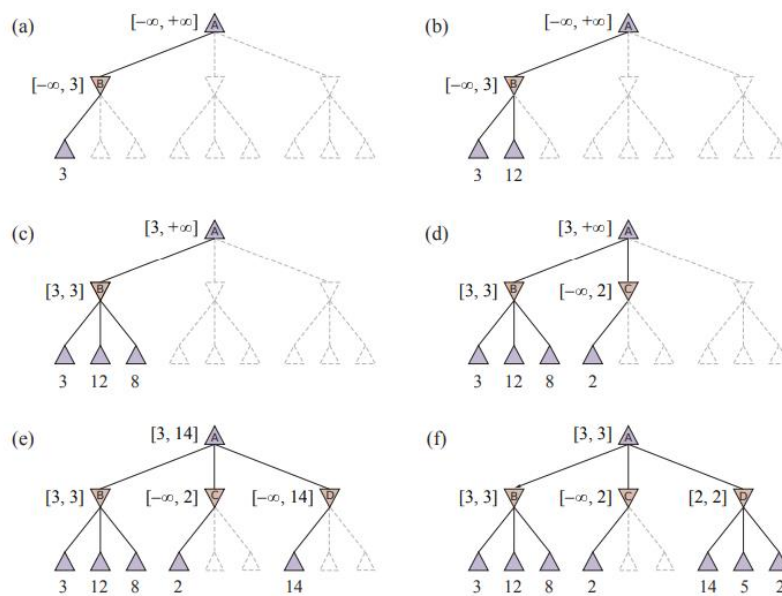 (a) [−∞, +∞] A
[−∞, 3] B
3
(b) [−∞, +∞] A
[−∞, 3] B
3 12
(c) [3, +∞] A
[3, 3] B
3 12 8
(d) [3, +∞] A
[3, 3] B [−∞, 2] C
3 12 8 2
(e) [3, 14] A
[3, 3] B [−∞, 2] C [−∞, 14] D
3 12 8 2 14
(f) [3, 3] A
[3, 3] B [−∞, 2] C [2, 2] D
3 12 8 2 14 5 2